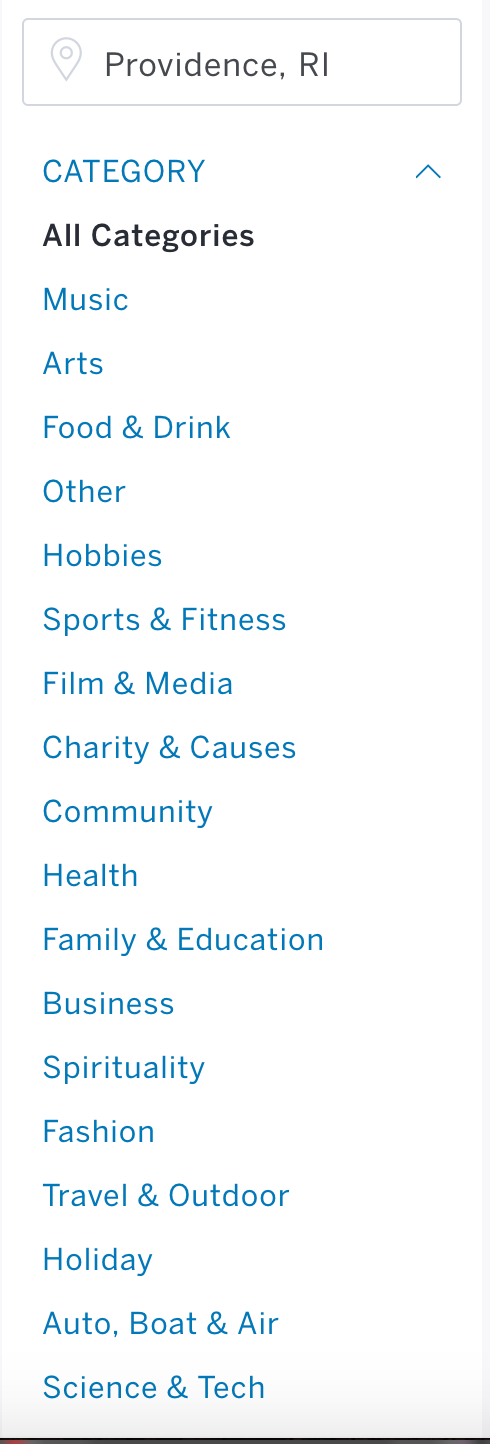 Providence, RI
CATEGORY
All Categories
Music
Arts
Food & Drink
Other
Hobbies
Sports & Fitness
Film & Media
Charity & Causes
Community
Health
Family & Education
Business
Spirituality
Fashion
Travel & Outdoor
Holiday
Auto, Boat & Air
Science & Tech